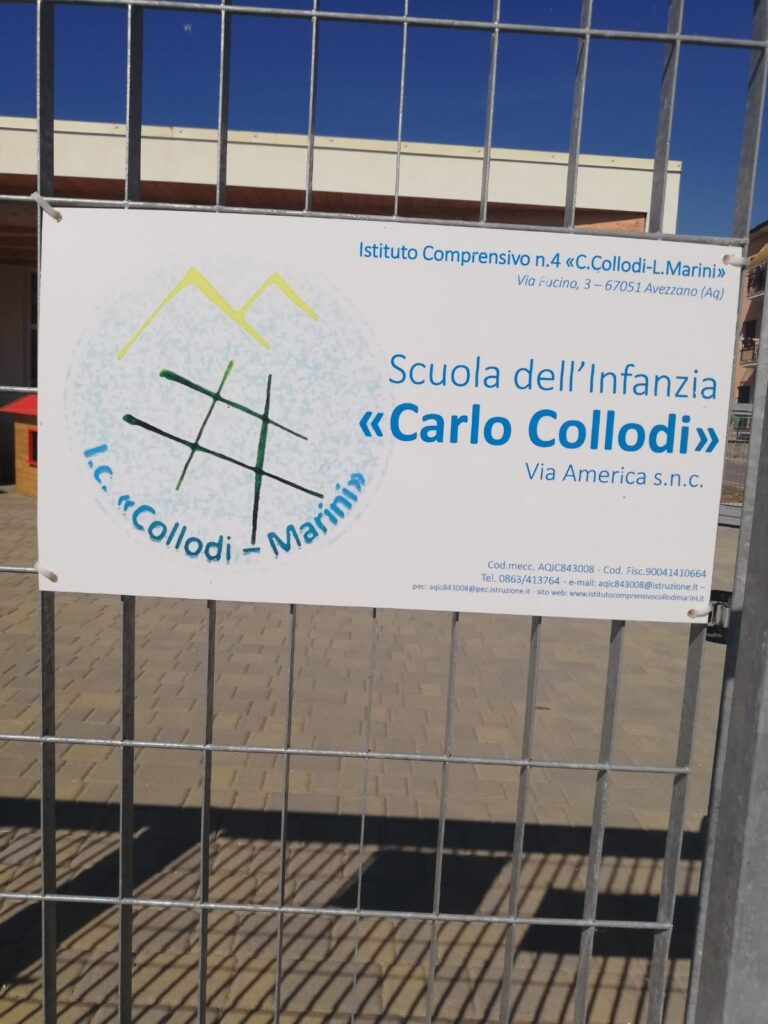 Istituto Comprensivo n.4 «C.Collodi-L.Marini»
Via Fucino, 3 – 67051 Avezzano (Aq)
Scuola dell'Infanzia
«Carlo Collodi»
Via America s.n.c.
I.c. «Collodi – Marini»
Cod.mecc. AQIC843008 - Cod. Fisc.90041410664
Tel. 0863/413764 - e-mail: aqic843008@istruzione.it –
pec: aqic843008@pec.istruzione.it - sito web: www.istitutocomprensivocollodimarini.it